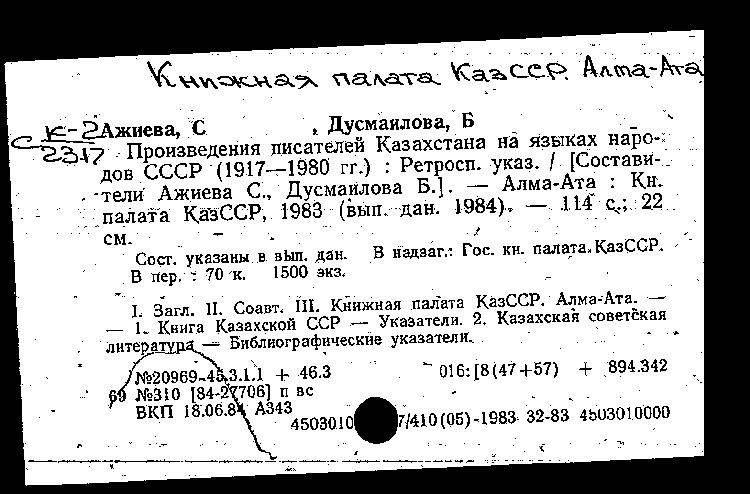 Книжная палата КазССР. Алма-Ата
К-2 Ажиева, С , Дусмаилова, Б
С 2317 Произведения писателей Казахстана на языках наро-
дов СССР (1917—1980 гг.) : Ретросп. указ. / [Состави-
тели Ажиева С., Дусмаилова Б.]. — Алма-Ата : Кн.
палата КазССР, 1983 (вып. дан. 1984). — 114 с.; 22
см.
Сост. указаны в вып. дан. В надзаг.: Гос. кн. палата КазССР.
В пер. : 70 к. 1500 экз.
I. Загл. II. Соавт. III. Книжная палата КазССР. Алма-Ата. —
— 1. Книга Казахской ССР — Указатели. 2. Казахская советская
литература — Библиографические указатели.
№20969-45.3.1.1 + 46.3 016:[8(47+57) + 894.342
69 №310 [84-27706] п вс
ВКП 18.06.84 А343
4503010 7/410(05)-1983 32-83 4503010000